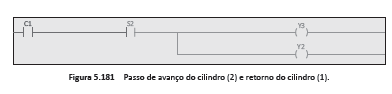 C1
S2
Y3
Y2
Figura 5.181 Passo de avanço do cilindro (2) e retorno do cilindro (1).